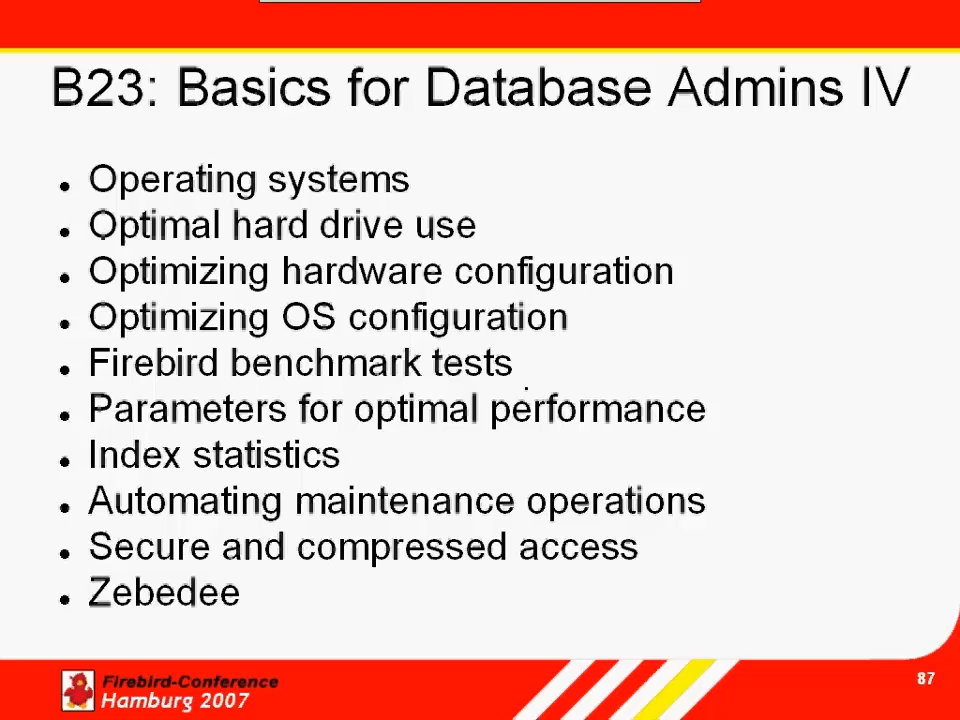 B23: Basics for Database Admins IV
Operating systems
Optimal hard drive use
Optimizing hardware configuration
Optimizing OS configuration
Firebird benchmark tests
Parameters for optimal performance
Index statistics
Automating maintenance operations
Secure and compressed access
Zebedee
Firebird-Conference
Hamburg 2007
87